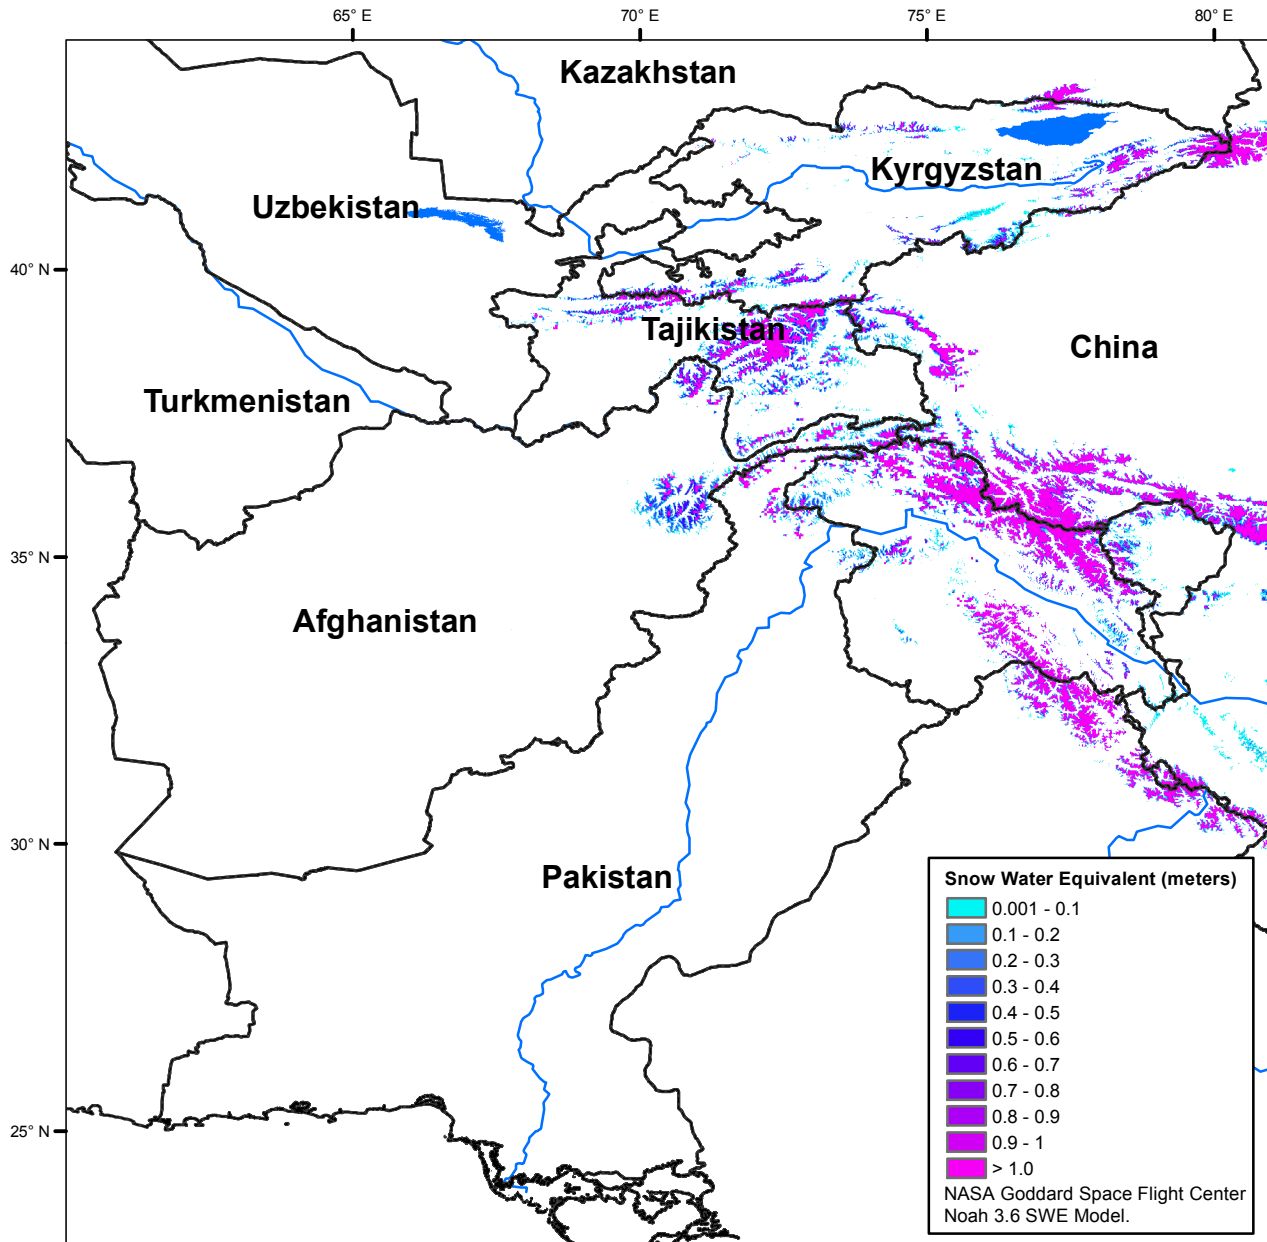 65° E
70° E
75° E
80° E
Kazakhstan
Kyrgyzstan
Uzbekistan
40° N
Tajikistan
China
Turkmenistan
35° N
Afghanistan
30° N
Pakistan
25° N
Snow Water Equivalent (meters)
0.001 - 0.1
0.1 - 0.2
0.2 - 0.3
0.3 - 0.4
0.4 - 0.5
0.5 - 0.6
0.6 - 0.7
0.7 - 0.8
0.8 - 0.9
0.9 - 1
> 1.0
NASA Goddard Space Flight Center
Noah 3.6 SWE Model.